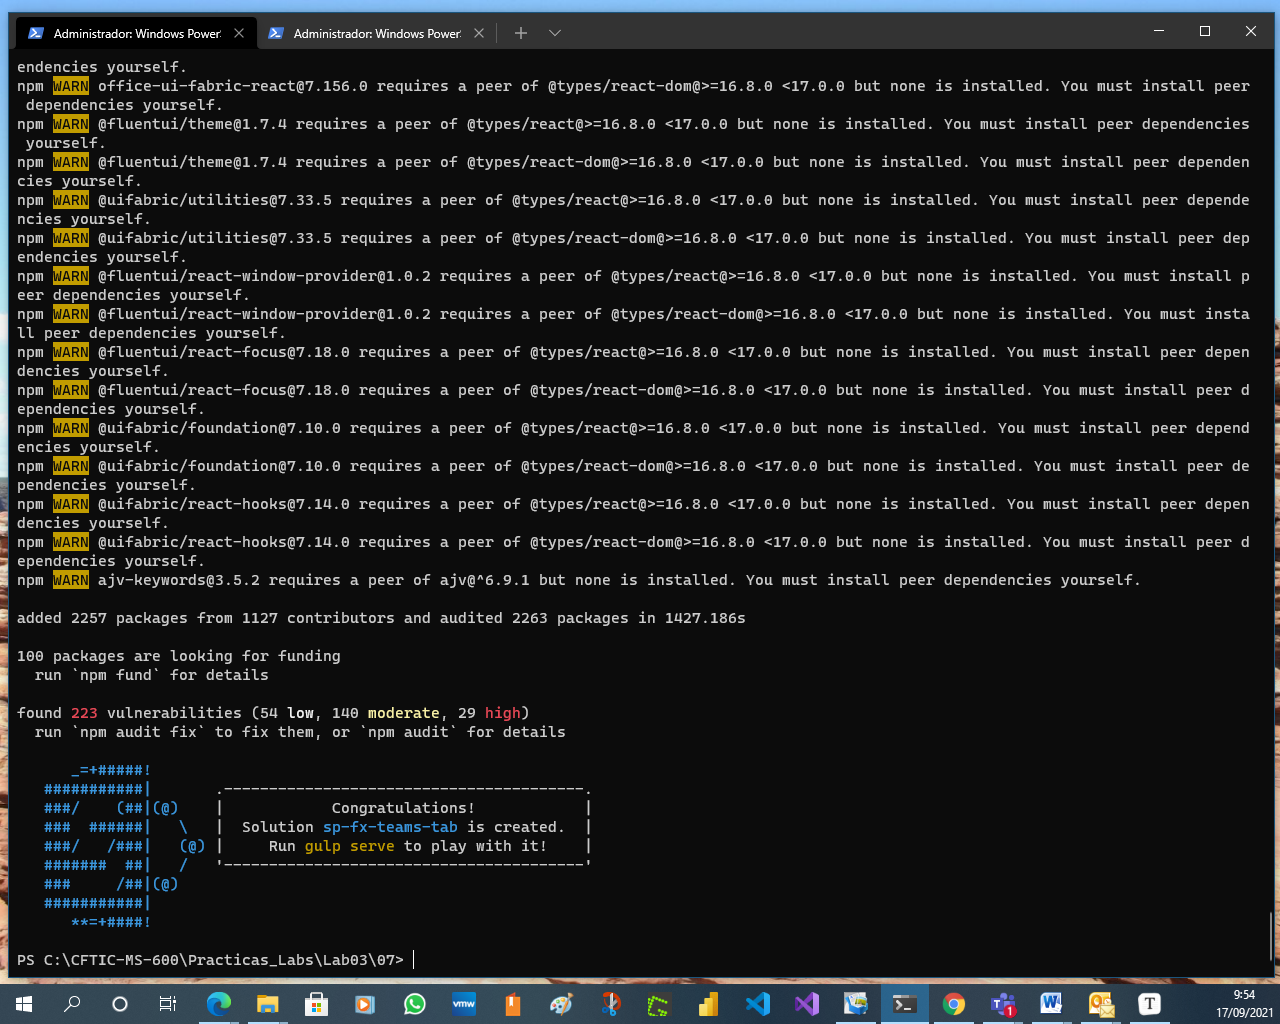 Administrador: Windows Power
Administrador: Windows Power
endencies yourself.
npm WARN office-ui-fabric-react@7.156.0 requires a peer of @types/react-dom@>=16.8.0 <17.0.0 but none is installed. You must install peer
 dependencies yourself.
npm WARN @fluentui/theme@1.7.4 requires a peer of @types/react@>=16.8.0 <17.0.0 but none is installed. You must install peer dependencies
 yourself.
npm WARN @fluentui/theme@1.7.4 requires a peer of @types/react-dom@>=16.8.0 <17.0.0 but none is installed. You must install peer dependen
cies yourself.
npm WARN @uifabric/utilities@7.33.5 requires a peer of @types/react@>=16.8.0 <17.0.0 but none is installed. You must install peer depende
ncies yourself.
npm WARN @uifabric/utilities@7.33.5 requires a peer of @types/react-dom@>=16.8.0 <17.0.0 but none is installed. You must install peer dep
endencies yourself.
npm WARN @fluentui/react-window-provider@1.0.2 requires a peer of @types/react@>=16.8.0 <17.0.0 but none is installed. You must install p
eer dependencies yourself.
npm WARN @fluentui/react-window-provider@1.0.2 requires a peer of @types/react-dom@>=16.8.0 <17.0.0 but none is installed. You must insta
ll peer dependencies yourself.
npm WARN @fluentui/react-focus@7.18.0 requires a peer of @types/react@>=16.8.0 <17.0.0 but none is installed. You must install peer depen
dencies yourself.
npm WARN @fluentui/react-focus@7.18.0 requires a peer of @types/react-dom@>=16.8.0 <17.0.0 but none is installed. You must install peer d
ependencies yourself.
npm WARN @uifabric/foundation@7.10.0 requires a peer of @types/react@>=16.8.0 <17.0.0 but none is installed. You must install peer depend
encies yourself.
npm WARN @uifabric/foundation@7.10.0 requires a peer of @types/react-dom@>=16.8.0 <17.0.0 but none is installed. You must install peer de
pendencies yourself.
npm WARN @uifabric/react-hooks@7.14.0 requires a peer of @types/react@>=16.8.0 <17.0.0 but none is installed. You must install peer depen
dencies yourself.
npm WARN @uifabric/react-hooks@7.14.0 requires a peer of @types/react-dom@>=16.8.0 <17.0.0 but none is installed. You must install peer d
ependencies yourself.
npm WARN ajv-keywords@3.5.2 requires a peer of ajv@^6.9.1 but none is installed. You must install peer dependencies yourself.
added 2257 packages from 1127 contributors and audited 2263 packages in 1427.186s
100 packages are looking for funding
  run `npm fund` for details
found 223 vulnerabilities (54 low, 140 moderate, 29 high)
  run `npm audit fix` to fix them, or `npm audit` for details
      _=+#####!
   ###########|       .----------------------------------------.
   ###/    (##|(@)    |            Congratulations!            |
   ###  ######|   \   |  Solution sp-fx-teams-tab is created.  |
   ###/   /###|   (@) |     Run gulp serve to play with it!    |
   #######  ##|   /   '----------------------------------------'
   ###     /##|(@)
   ###########|
      **=+####!
PS C:\CFTIC-MS-600\Practicas_Labs\Lab03\07>
vmw
1
T
9:54
17/09/2021